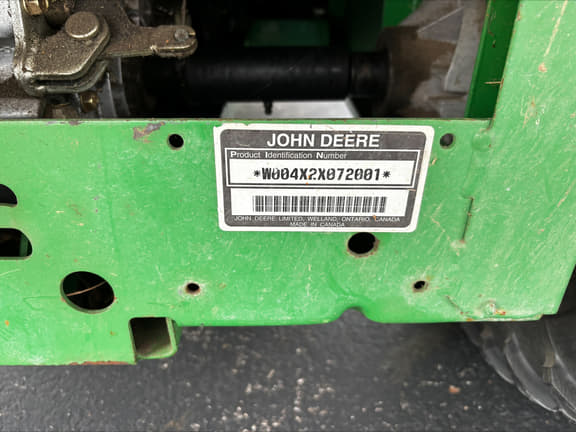 JOHN DEERE
Product Identification Number
*W004X2X072001*
JOHN DEERE LIMITED, WELLAND, ONTARIO, CANADA
MADE IN CANADA